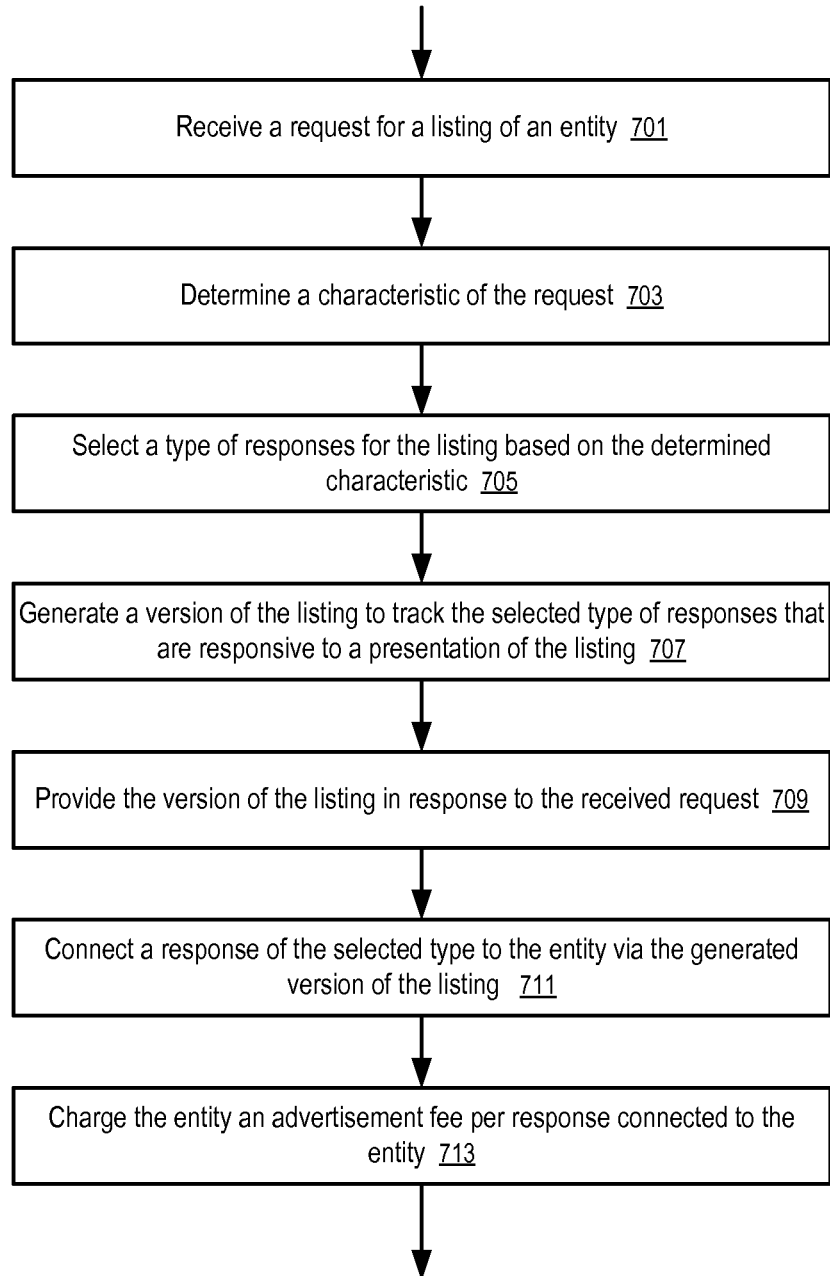 Receive a request for a listing of an entity 701
Determine a characteristic of the request 703
Select a type of responses for the listing based on the determined
characteristic 705
Generate a version of the listing to track the selected type of responses that
are responsive to a presentation of the listing 707
Provide the version of the listing in response to the received request 709
Connect a response of the selected type to the entity via the generated
version of the listing 711
Charge the entity an advertisement fee per response connected to the
entity 713